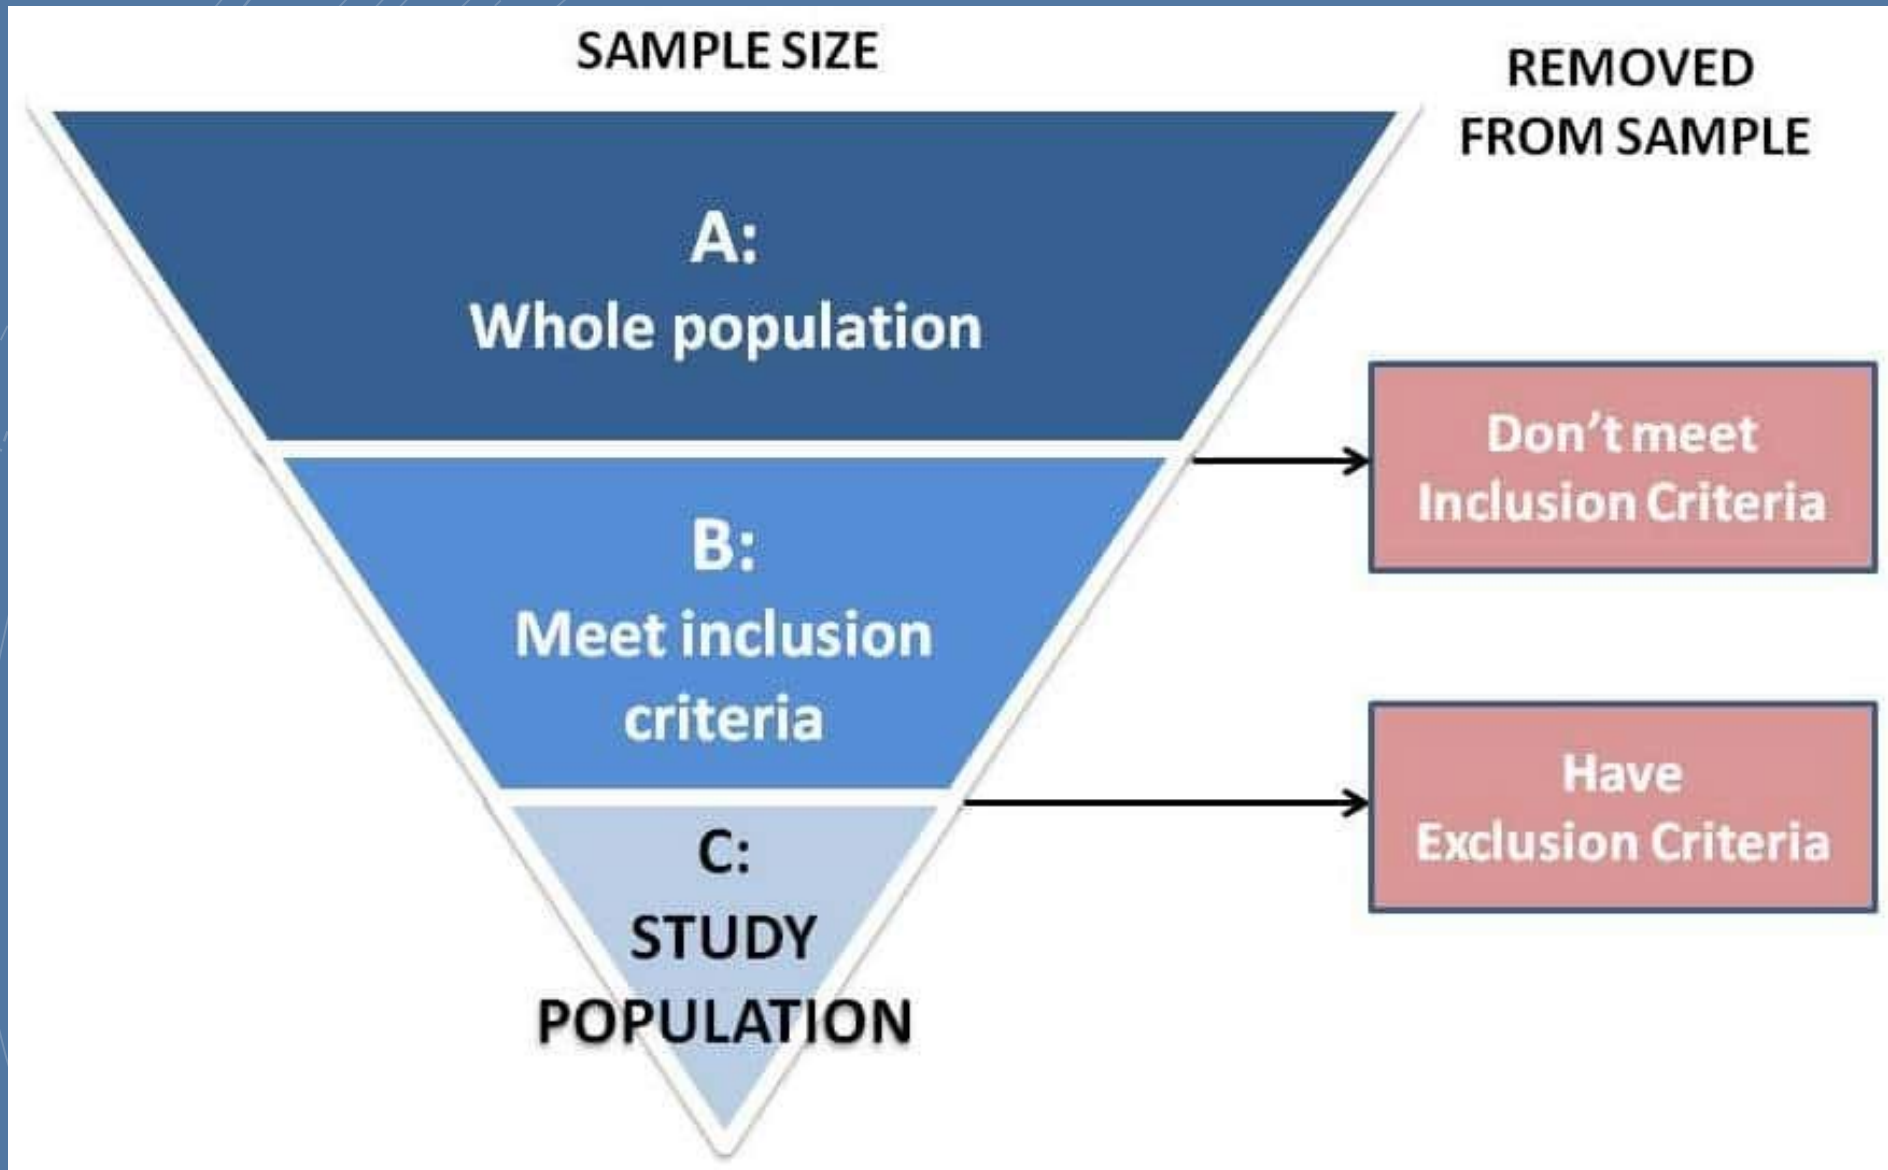 SAMPLE SIZE
REMOVED
FROM SAMPLE
A:
Whole population
Don't meet
Inclusion Criteria
B:
Meet inclusion
criteria
Have
Exclusion Criteria
C:
STUDY
POPULATION